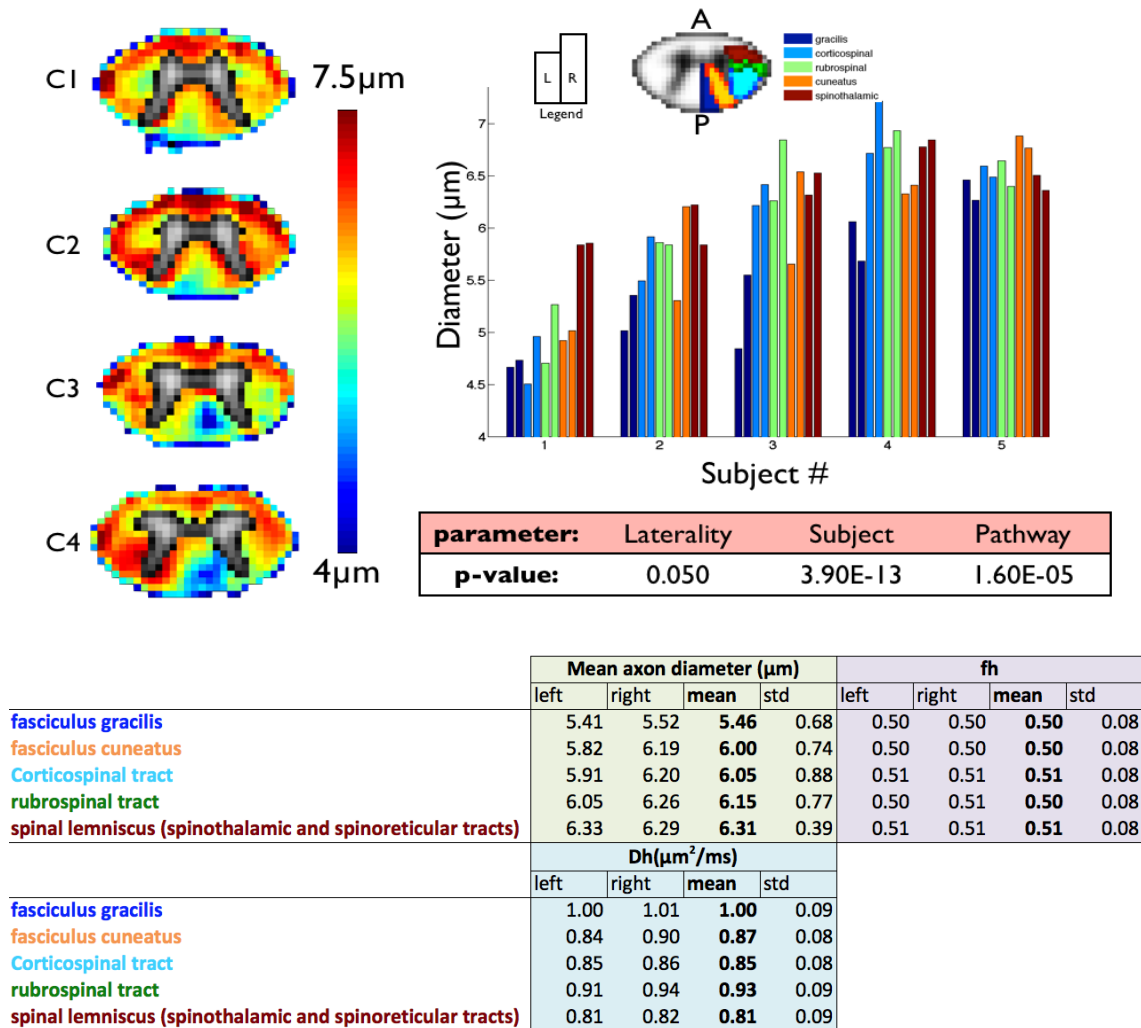 C1
7.5µm
C2
C3
C4
4µm
L R
Legend
A
P
gracilis
corticospinal
rubrospinal
cuneatus
spinothalamic
Diameter (µm)
7
6.5
6
5.5
5
4.5
4
1 2 3 4 5
Subject #
parameter: Laterality Subject Pathway
p-value: 0.050 3.90E-13 1.60E-05
Mean axon diameter (µm) fh
left right mean std left right mean std
fasciculus gracilis 5.41 5.52 5.46 0.68 0.50 0.50 0.50 0.08
fasciculus cuneatus 5.82 6.19 6.00 0.74 0.50 0.50 0.50 0.08
Corticospinal tract 5.91 6.20 6.05 0.88 0.51 0.51 0.51 0.08
rubrospinal tract 6.05 6.26 6.15 0.77 0.50 0.51 0.50 0.08
spinal lemniscus (spinothalamic and spinoreticular tracts) 6.33 6.29 6.31 0.39 0.51 0.51 0.51 0.08
Dh(µm²/ms)
left right mean std
fasciculus gracilis 1.00 1.01 1.00 0.09
fasciculus cuneatus 0.84 0.90 0.87 0.08
Corticospinal tract 0.85 0.86 0.85 0.08
rubrospinal tract 0.91 0.94 0.93 0.09
spinal lemniscus (spinothalamic and spinoreticular tracts) 0.81 0.82 0.81 0.09